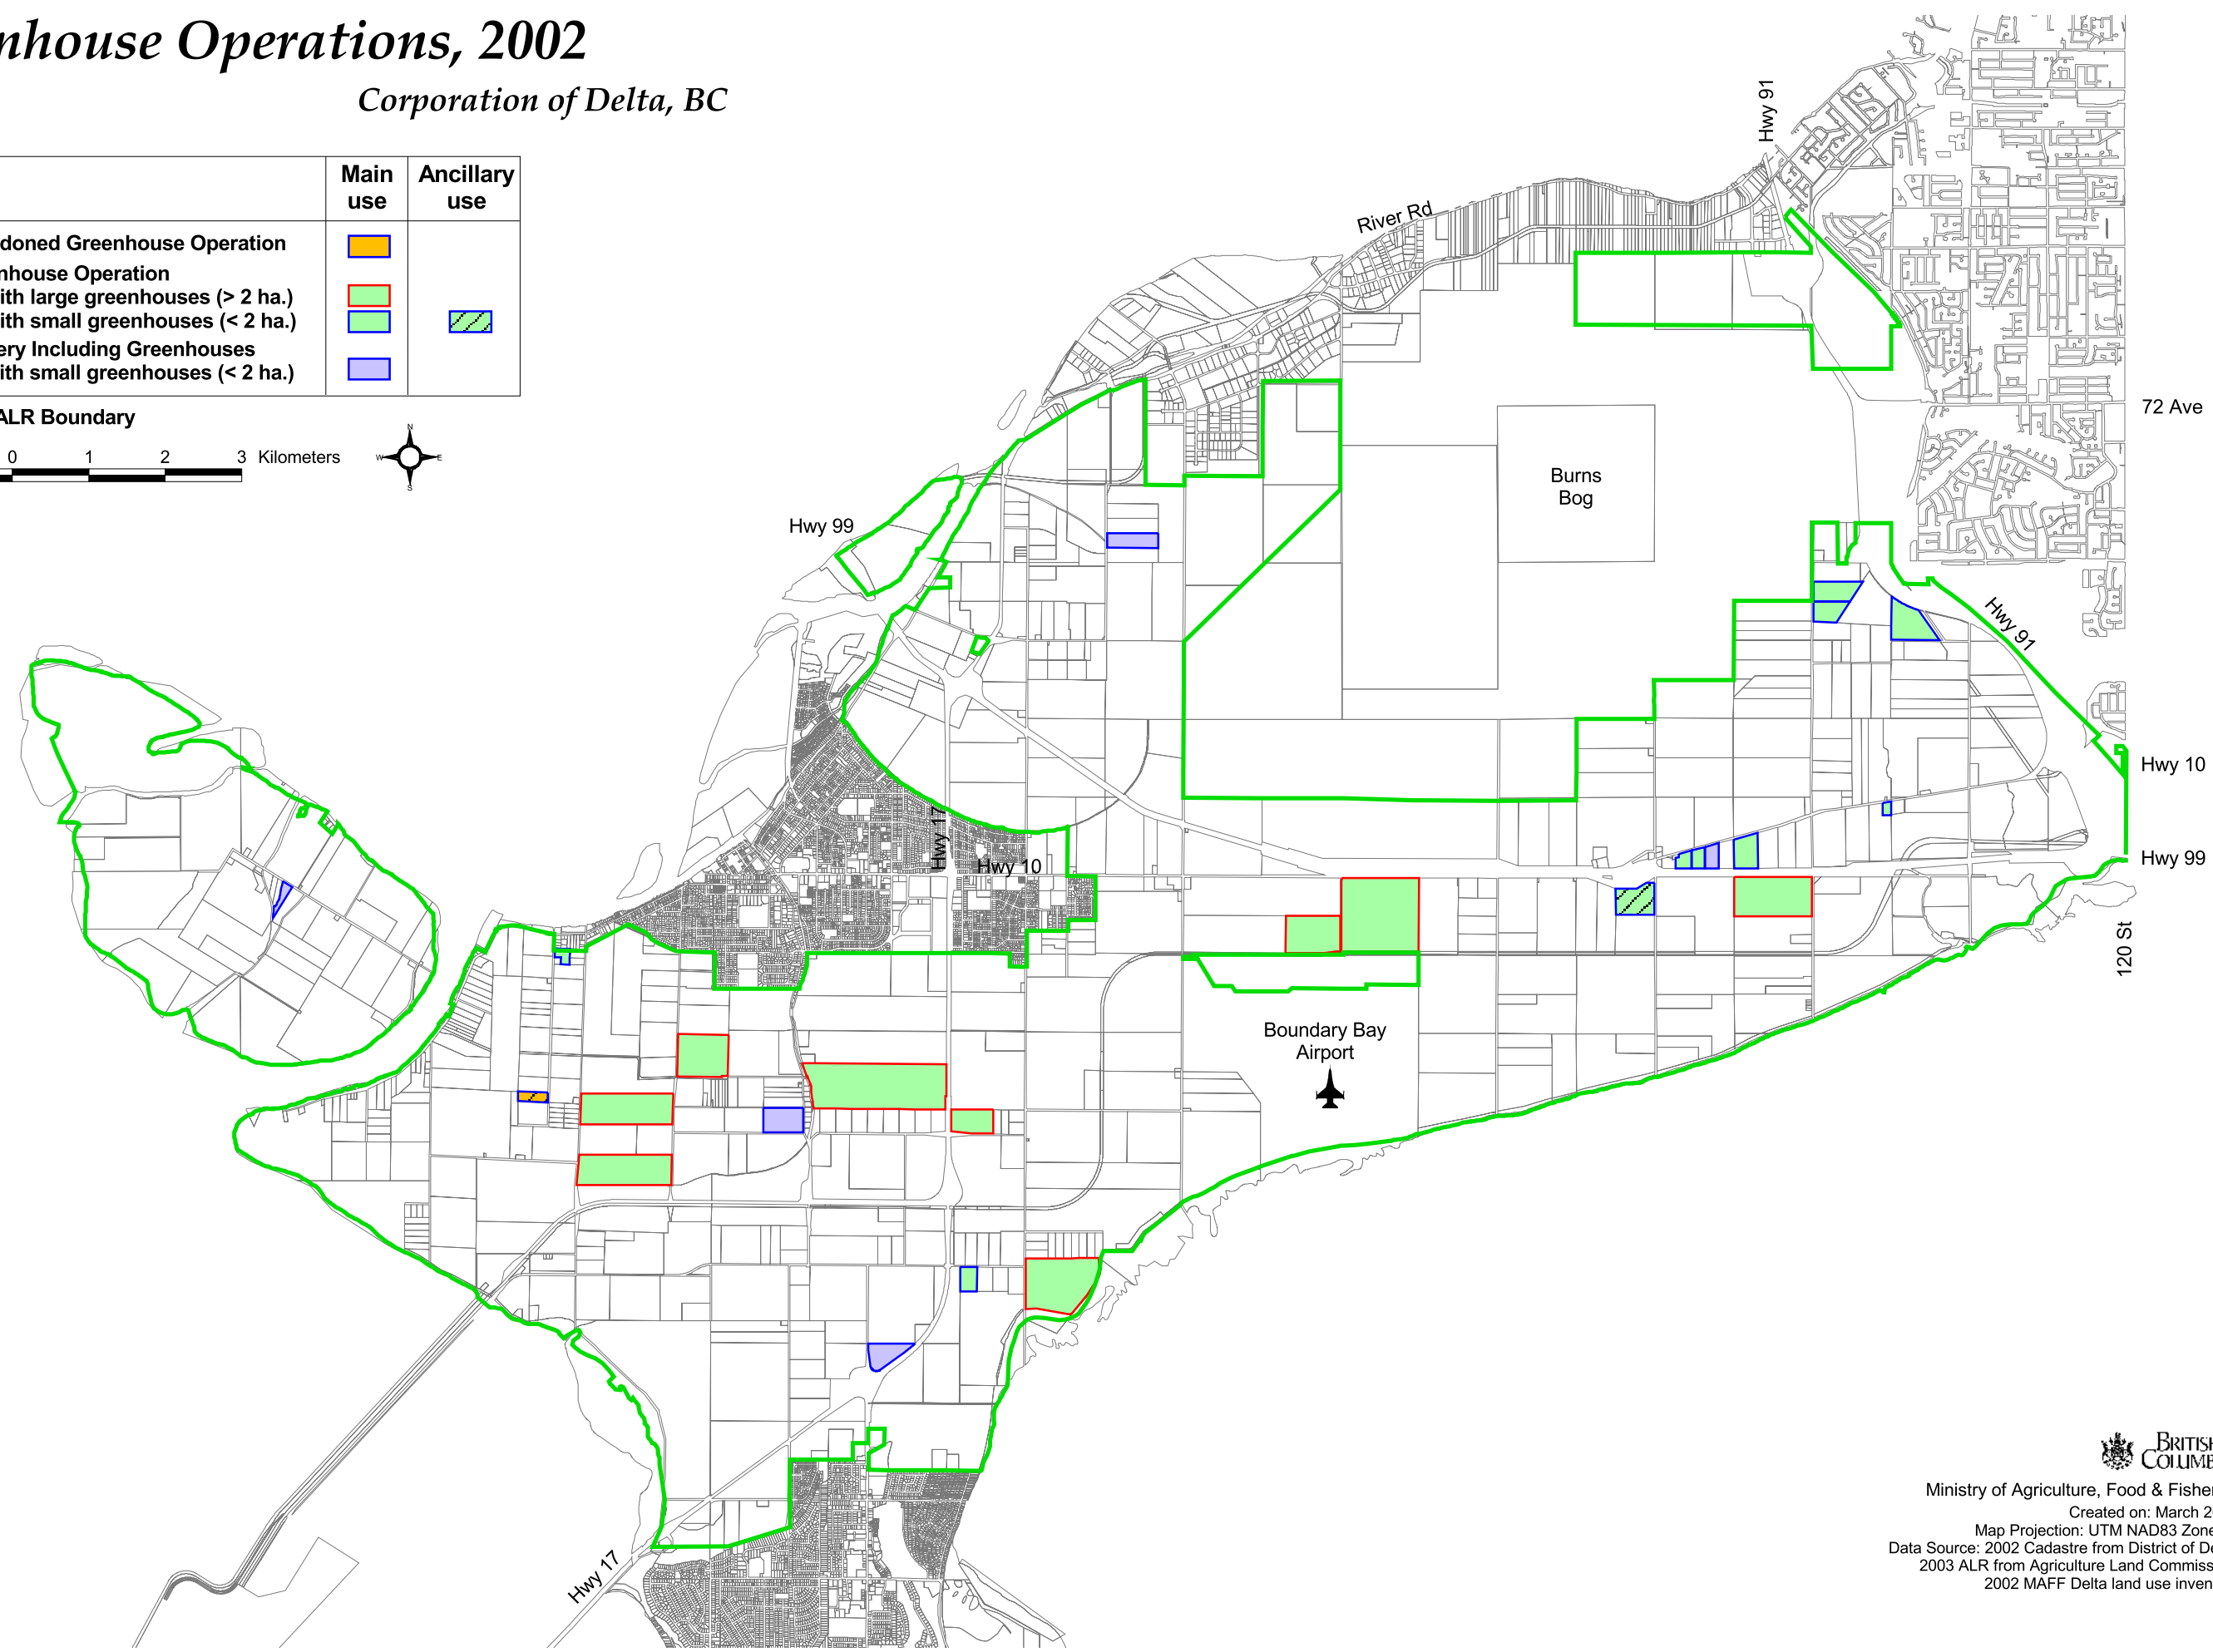 nhouse Operations, 2002
Corporation of Delta, BC
Main use
Ancillary use
doned Greenhouse Operation
nhouse Operation
ith large greenhouses (> 2 ha.)
ith small greenhouses (< 2 ha.)
ery Including Greenhouses
ith small greenhouses (< 2 ha.)
ALR Boundary
0 1 2 3 Kilometers
N
W E
S
Hwy 91
River Rd
72 Ave
Burns
Bog
Hwy 99
Hwy 91
Hwy 10
Hwy 17
Hwy 10
Hwy 99
120 St
Boundary Bay
Airport
Hwy 17
BRITISH
COLUMB
Ministry of Agriculture, Food & Fisher
Created on: March 2
Map Projection: UTM NAD83 Zone
Data Source: 2002 Cadastre from District of De
2003 ALR from Agriculture Land Commiss
2002 MAFF Delta land use inven